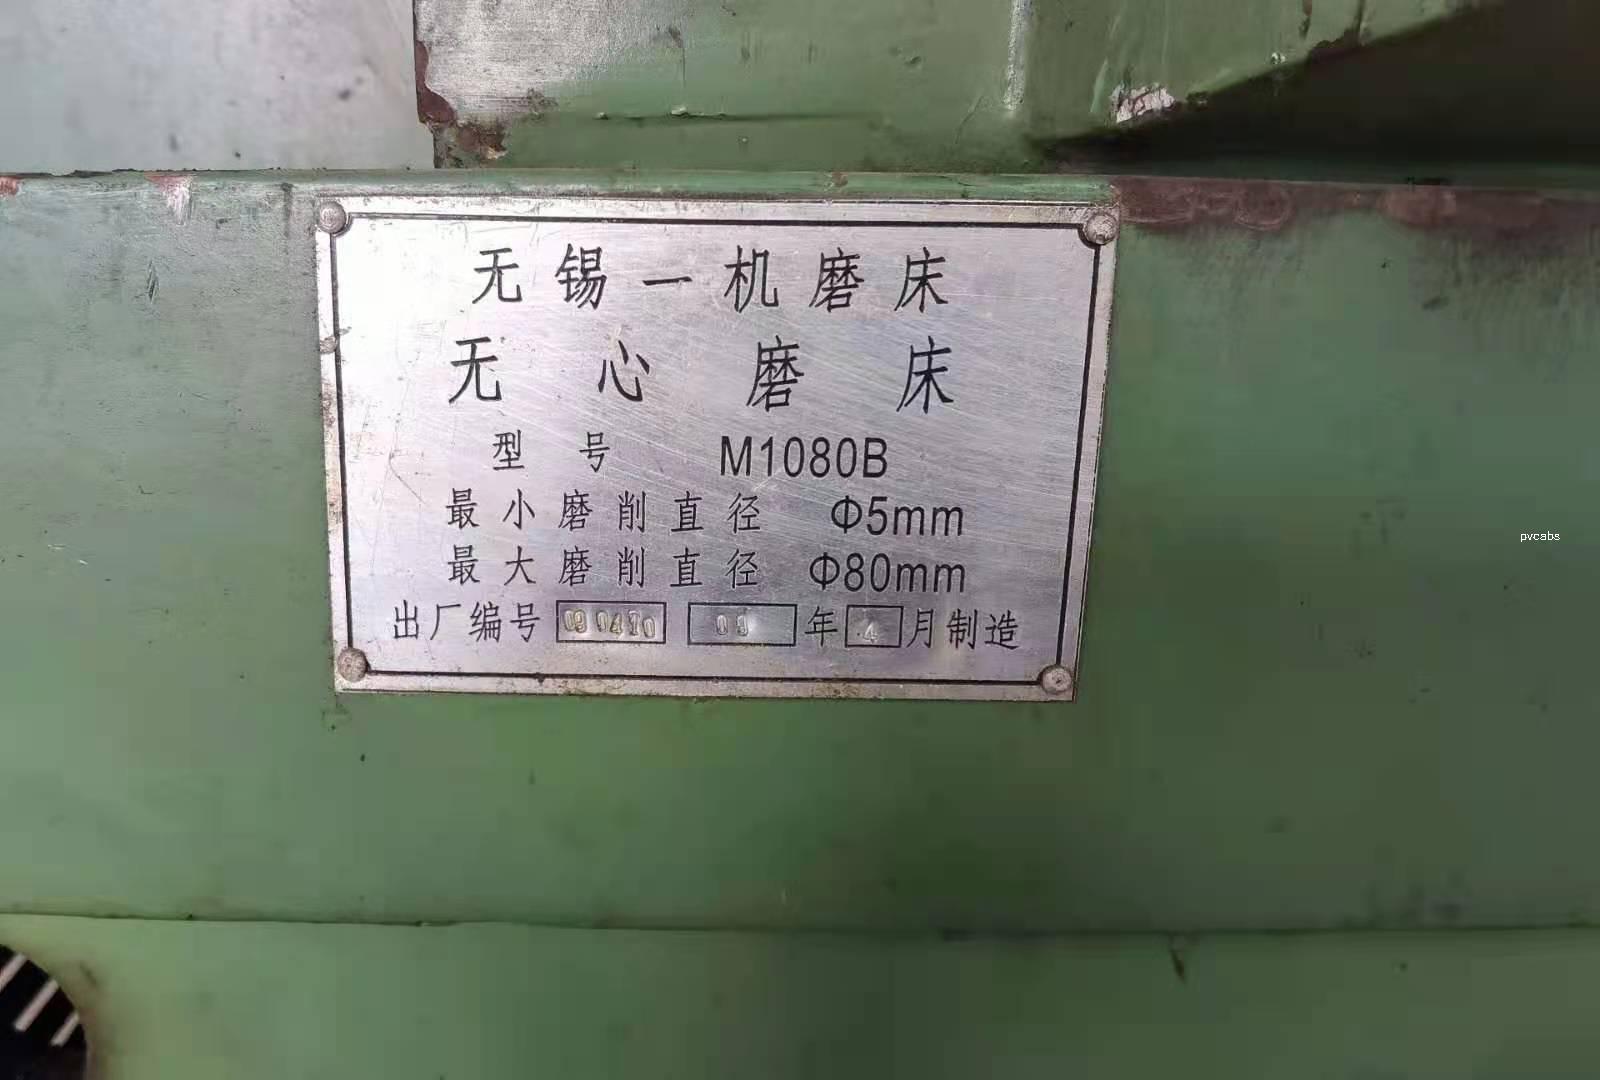 无锡一机磨床
无心磨床
型号 M1080B
最小磨削直径 Φ5mm
最大磨削直径 Φ80mm
出厂编号 年 4 月制造
pvcabs